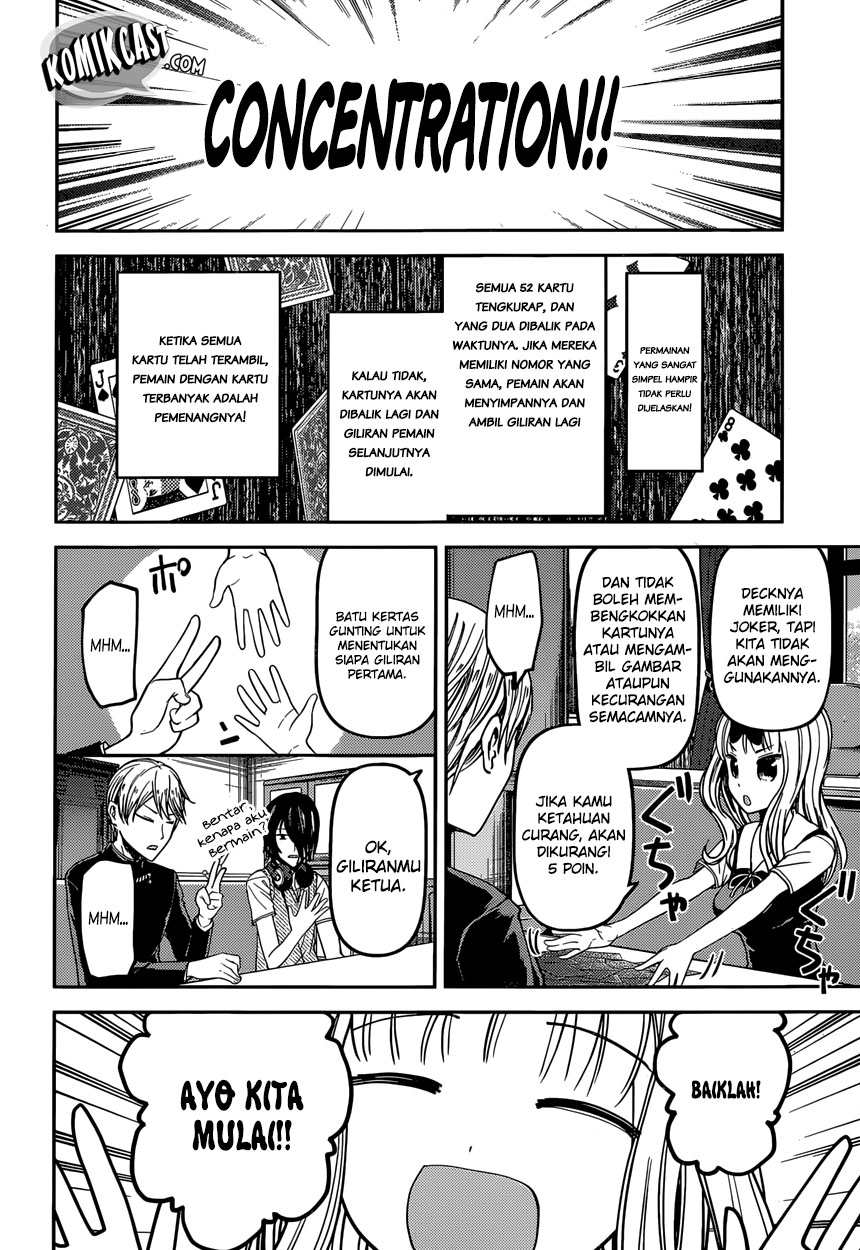 KOMIKCAST
.COM
CONCENTRATION!!
PERMAINAN
YANG SANGAT
SIMPEL HAMPIR
TIDAK PERLU
DIJELASKAN!
SEMUA 52 KARTU
TENGKURAP, DAN
YANG DUA DIBALIK PADA
WAKTUNYA. JIKA MEREKA
MEMILIKI NOMOR YANG
SAMA, PEMAIN AKAN
MENYIMPANNYA DAN
AMBIL GILIRAN LAGI
KALAU TIDAK,
KARTUNYA AKAN
DIBALIK LAGI DAN
GILIRAN PEMAIN
SELANJUTNYA
DIMULAI.
KETIKA SEMUA
KARTU TELAH TERAMBIL,
PEMAIN DENGAN KARTU
TERBANYAK ADALAH
PEMENANGNYA!
J
J
8
DECKNYA
MEMILIKI
JOKER, TAPI
KITA TIDAK
AKAN MENG-
GUNAKANNYA.
DAN TIDAK
BOLEH MEM-
BENGKOKKAN
KARTUNYA
ATAU MENGAM-
BIL GAMBAR
ATAUPUN
KECURANGAN
SEMACAMNYA.
MHM...
JIKA KAMU
KETAHUAN
CURANG, AKAN
DIKURANGI
5 POIN.
ぐちゃ
ぐちゃ
BATU KERTAS
GUNTING UNTUK
MENENTUKAN
SIAPA GILIRAN
PERTAMA.
ポン
MHM...
OK,
GILIRANMU
KETUA.
Bentar,
kenapa aku
Bermain?
MHM...
BAIKLAH!
AYO KITA
MULAI!!